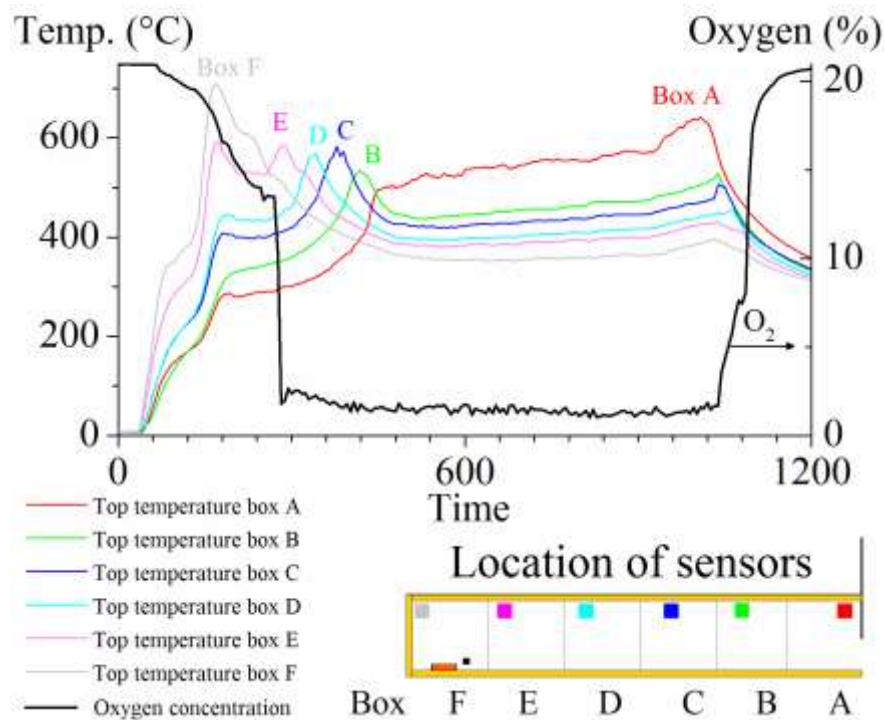 Temp. (°C) Oxygen (%)
Box F
E
D
C
B
Box A
600
400
200
0
20
10
0
O2
0 600 1200
Time
Top temperature box A
Top temperature box B
Top temperature box C
Top temperature box D
Top temperature box E
Top temperature box F
Oxygen concentration
Location of sensors
Box F E D C B A